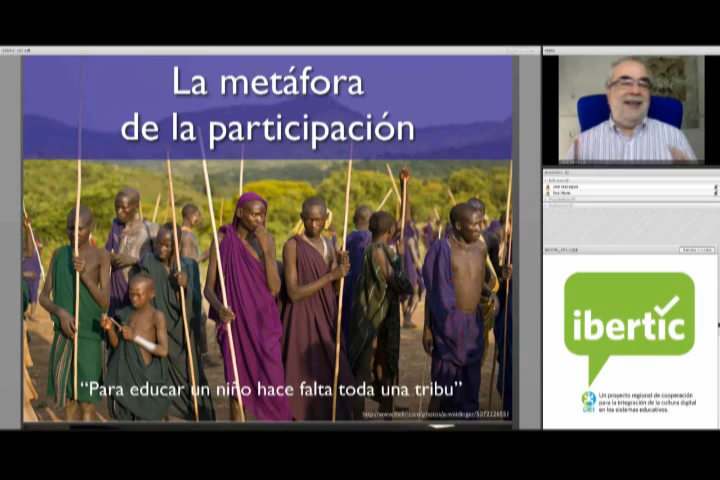 La metáfora
de la participación
“Para educar un niño hace falta toda una tribu”
ibertic
Un proyecto regional de cooperación
para la integración de la cultura digital
en los sistemas educativos.